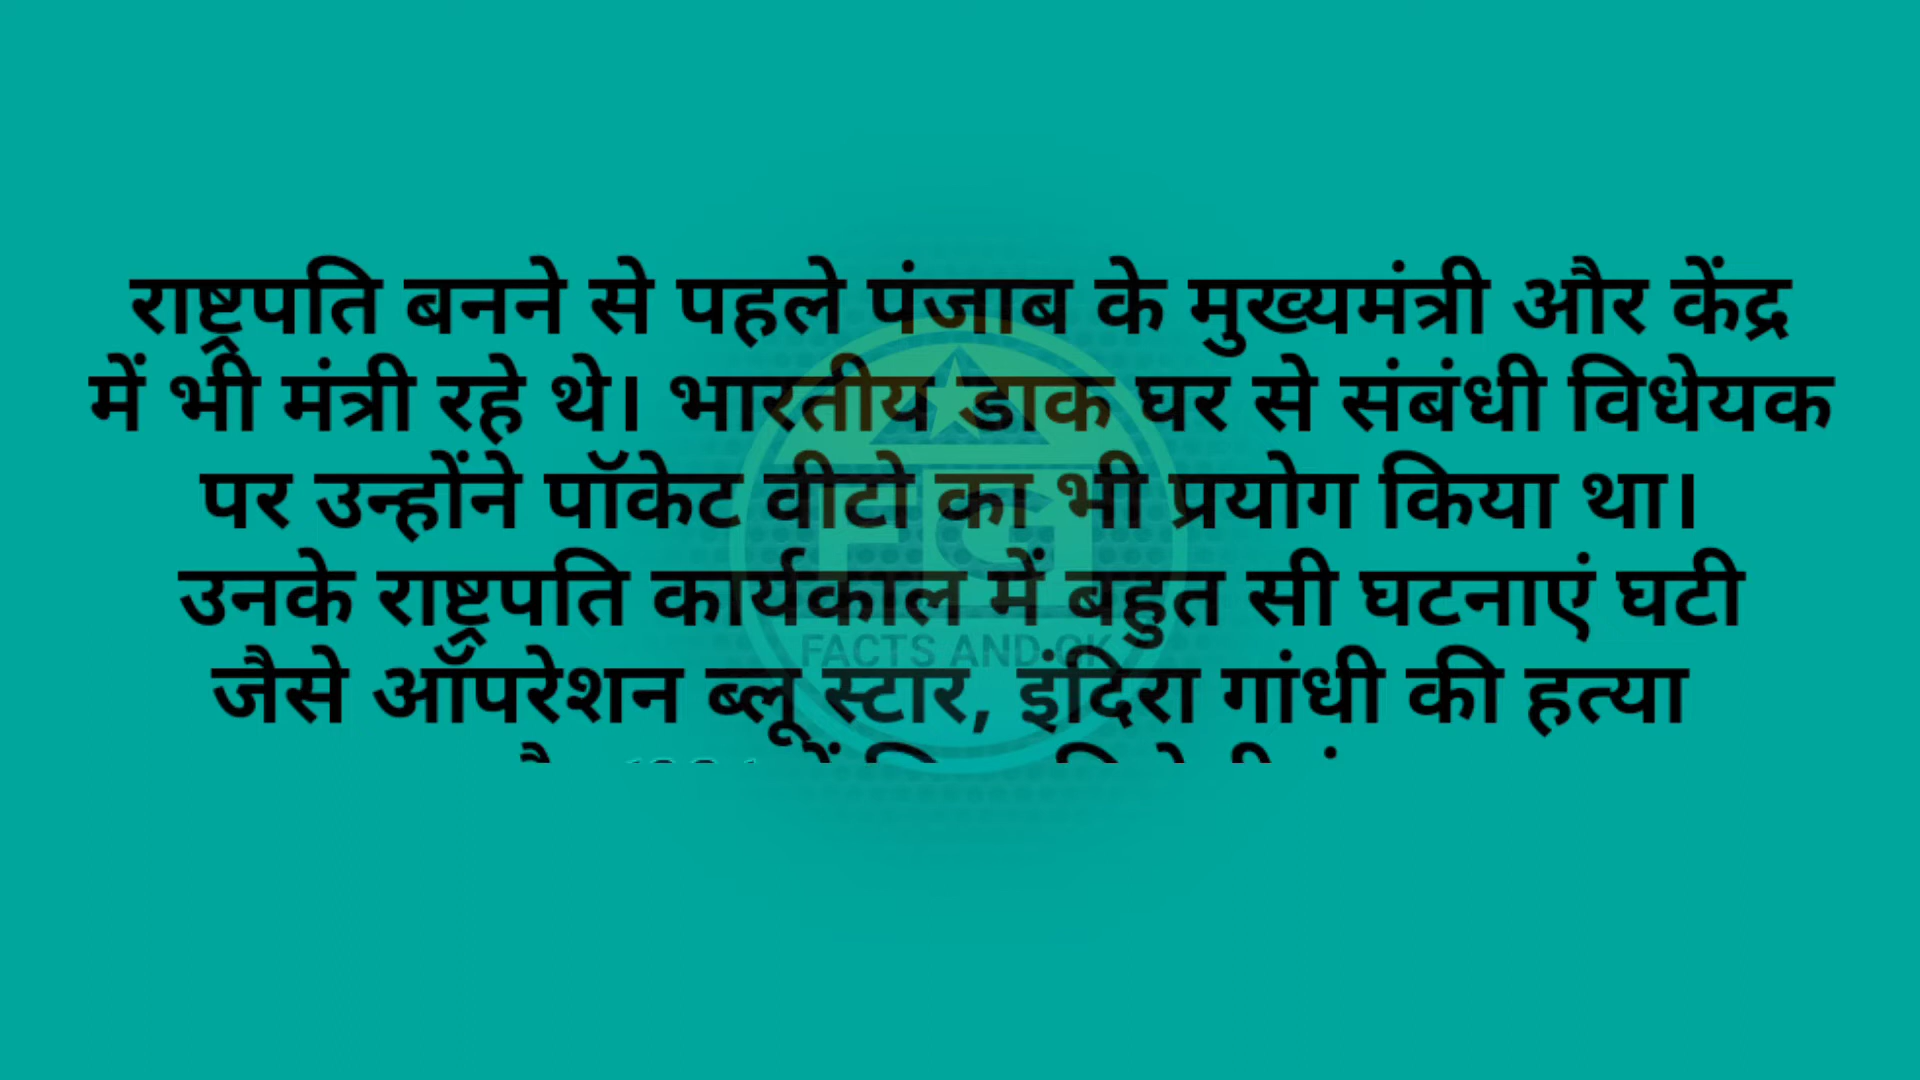 राष्ट्रपति बनने से पहले पंजाब के मुख्यमंत्री और केंद्र
में भी मंत्री रहे थे। भारतीय डाक घर से संबंधी विधेयक
पर उन्होंने पॉकेट वीटो का भी प्रयोग किया था।
उनके राष्ट्रपति कार्यकाल में बहुत सी घटनाएं घटी
जैसे ऑपरेशन ब्लू स्टार, इंदिरा गांधी की हत्या
FG
FACTS AND GK